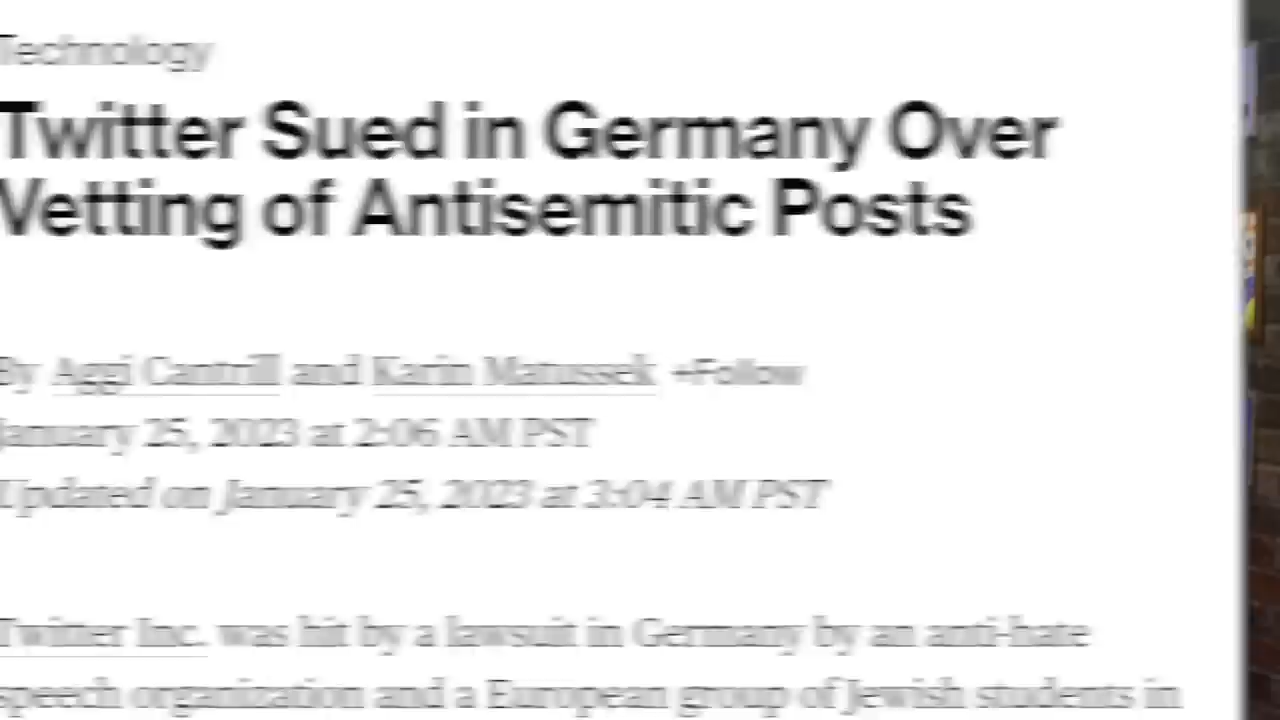 Technology
Twitter Sued in Germany Over
Vetting of Antisemitic Posts
By Aggi Cantrill and Karin Matussek +Follow
January 25, 2023 at 2:06 AM PST
Updated on January 25, 2023 at 3:04 AM PST
Twitter Inc. was hit by a lawsuit in Germany by an anti-hate
speech organization and a European group of Jewish students in